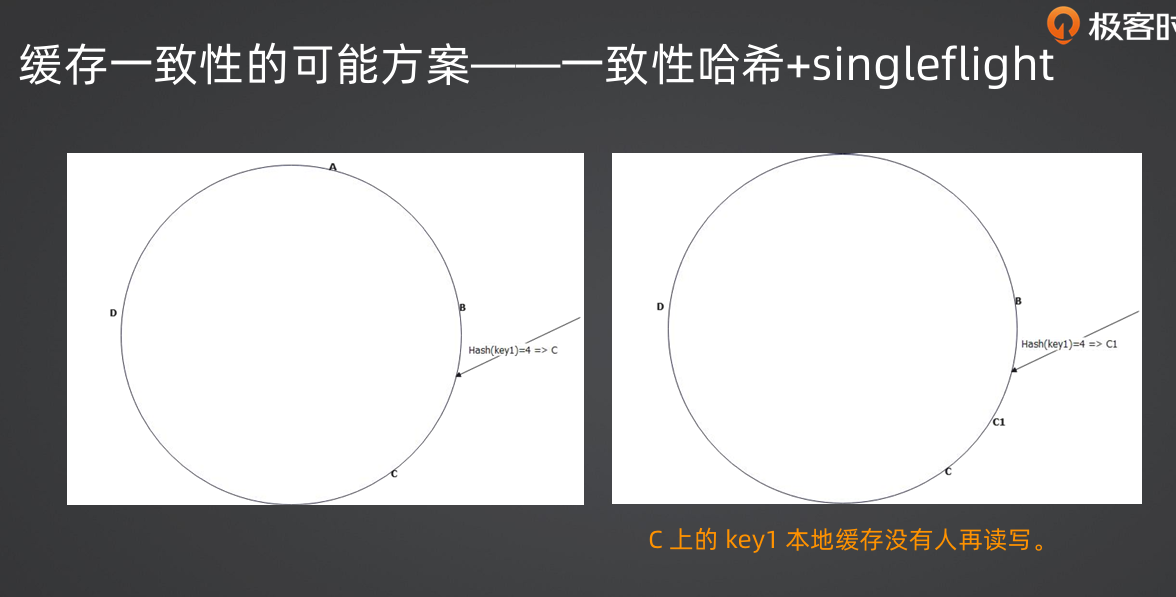 极客时
缓存一致性的可能方案———一致性哈希+singleflight
A
B
D
Hash(key1)=4 => C
C
B
D
Hash(key1)=4 => C1
C1
C
C 上的 key1 本地缓存没有人再读写。